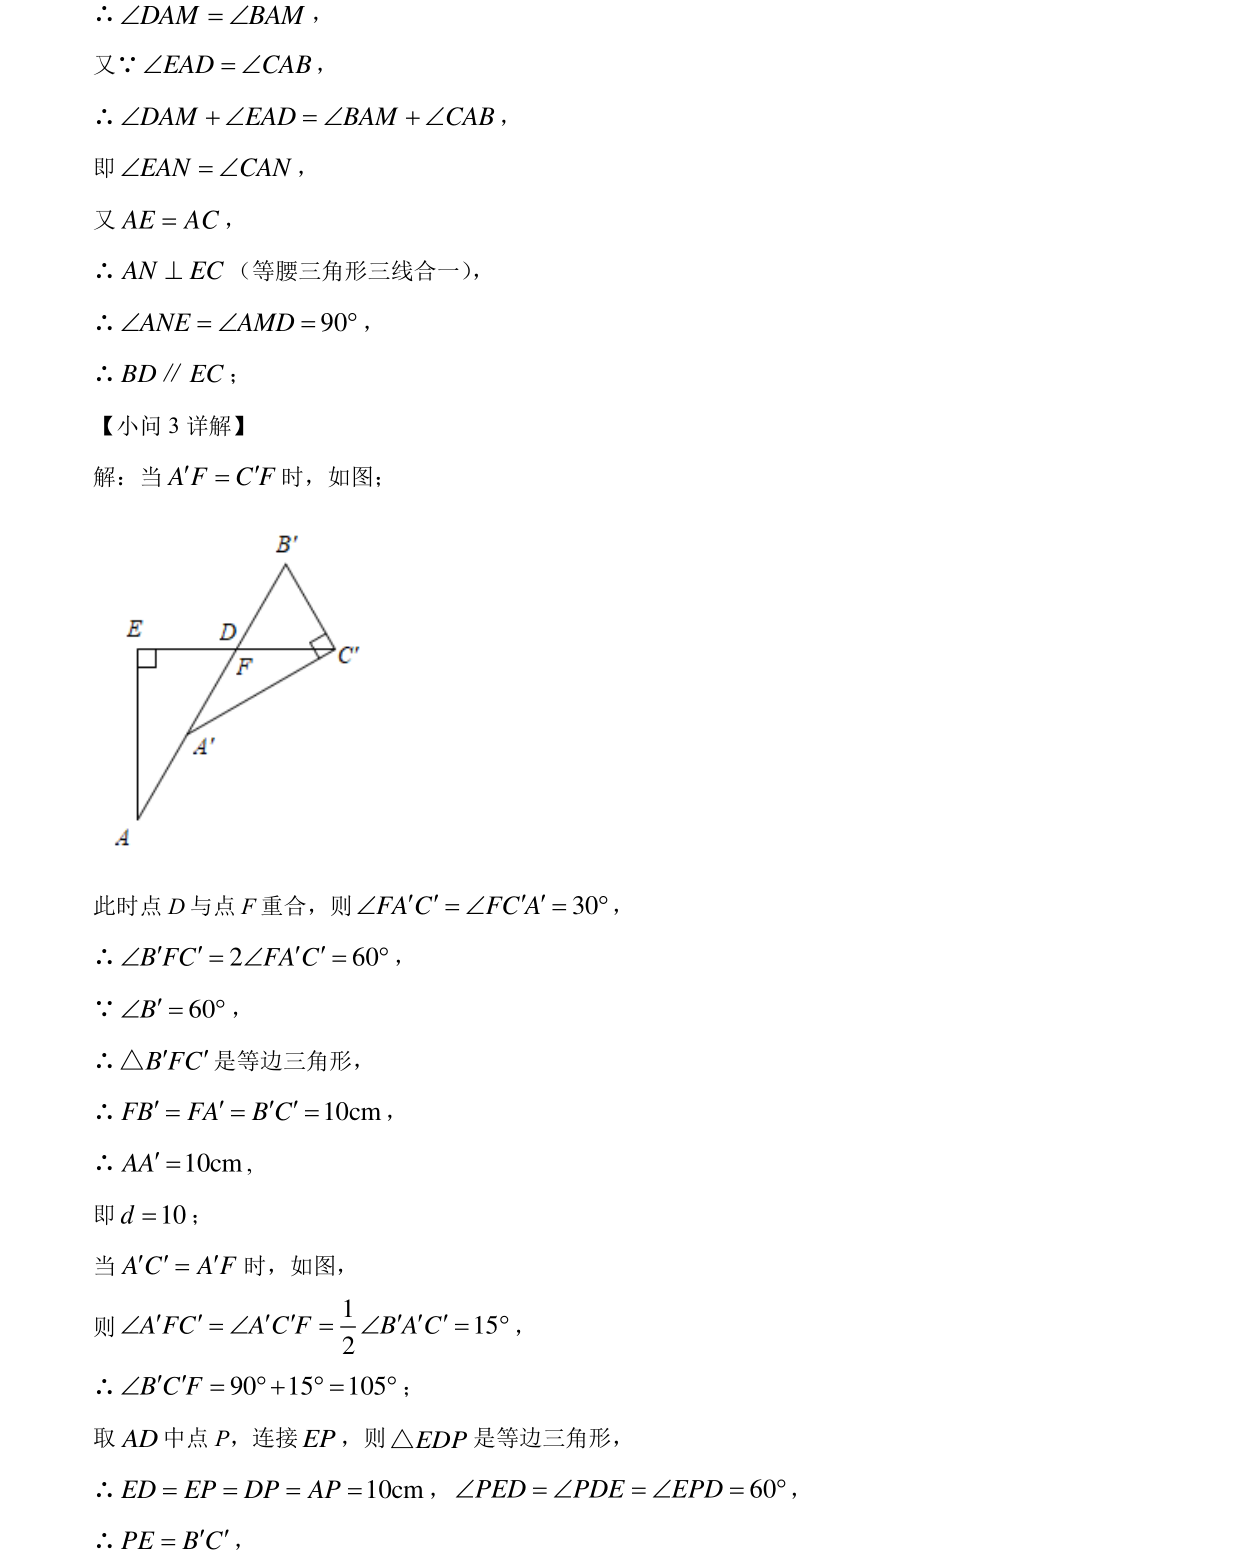 ∴∠DAM = ∠BAM，
又∵∠EAD = ∠CAB，
∴∠DAM + ∠EAD = ∠BAM + ∠CAB，
即∠EAN = ∠CAN，
又 AE = AC，
∴ AN ⊥ EC（等腰三角形三线合一），
∴∠ANE = ∠AMD = 90°，
∴ BD // EC；
【小问 3 详解】
解：当 A′F = C′F 时，如图；
B′
E
D
F
C′
A′
A
此时点 D 与点 F 重合，则∠FA′C′ = ∠FC′A′ = 30°，
∴∠B′FC′ = 2∠FA′C′ = 60°，
∵∠B′ = 60°，
∴△B′FC′ 是等边三角形，
∴ FB′ = FA′ = B′C′ = 10cm，
∴ AA′ = 10cm,
即 d = 10；
当 A′C′ = A′F 时，如图，
则∠A′FC′ = ∠A′C′F = 1/2 ∠B′A′C′ = 15°，
∴∠B′C′F = 90° + 15° = 105°；
取 AD 中点 P，连接 EP，则△EDP 是等边三角形，
∴ ED = EP = DP = AP = 10cm，∠PED = ∠PDE = ∠EPD = 60°，
∴ PE = B′C′，